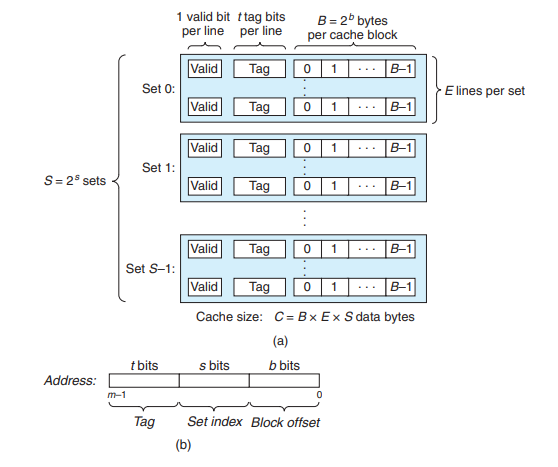 1 valid bit t tag bits B = 2^b bytes
per line per line per cache block
Valid Tag 0 1 · · · B–1
Set 0:
E lines per set
Valid Tag 0 1 · · · B–1
Valid Tag 0 1 · · · B–1
Set 1:
S = 2^s sets
Valid Tag 0 1 · · · B–1
Valid Tag 0 1 · · · B–1
Set S–1:
Valid Tag 0 1 · · · B–1
Cache size: C = B × E × S data bytes
(a)
t bits s bits b bits
Address:
m–1 0
Tag Set index Block offset
(b)